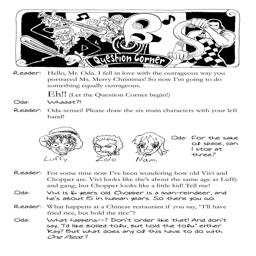 SBS
Question Corner
Reader: Hello, Mr. Oda. I fell in love with the outrageous way you
portrayed Ms. Merry Christmas! So now I'm going to do
something equally outrageous.
Eh!! (Let the Question Corner begin!)
Oda: Whaaat?!
Reader: Oda-sensei! Please draw the six main characters with your left
hand!
Oda: For the sake
of space, can
I stop at
three?
Luffy Zolo Nami
Reader: For some time now I've been wondering how old Vivi and
Chopper are. Vivi looks like she's about the same age as Luffy
and gang, but Chopper looks like a little kid! Tell me!
Oda: Vivi is 16 years old. Chopper is a man-reindeer, and
he's about 15 in human years. So there you go.
Reader: What happens at a Chinese restaurant if you say, "I'll have
fried rice, but hold the rice"?
Oda: What happens--? Don't order that! And don't
say, "I'd like boiled tofu, but hold the tofu" either.
'Kay? But what does any of this have to do with
One Piece?